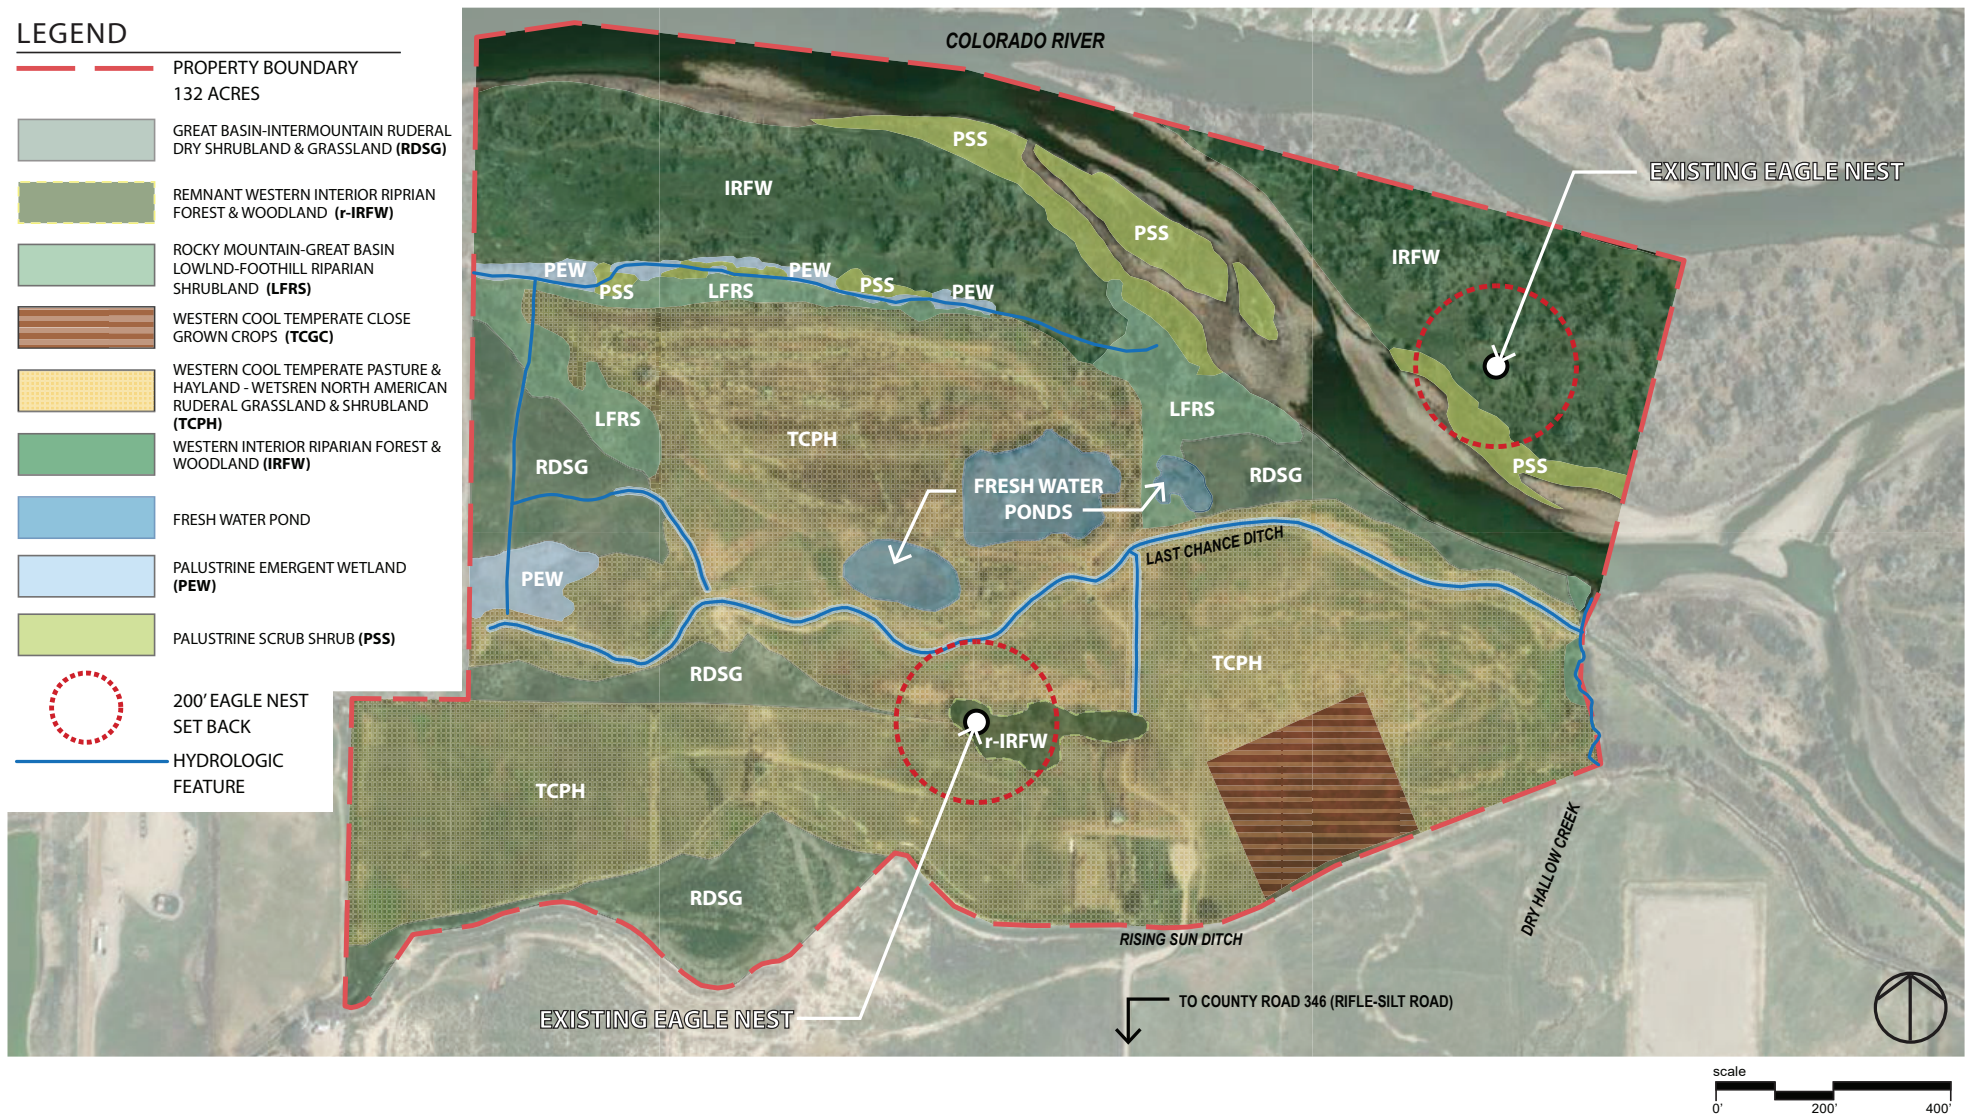 LEGEND
PROPERTY BOUNDARY
132 ACRES
GREAT BASIN-INTERMOUNTAIN RUDERAL
DRY SHRUBLAND & GRASSLAND (RDSG)
REMNANT WESTERN INTERIOR RIPRIAN
FOREST & WOODLAND (r-IRFW)
ROCKY MOUNTAIN-GREAT BASIN
LOWLND-FOOTHILL RIPARIAN
SHRUBLAND (LFRS)
WESTERN COOL TEMPERATE CLOSE
GROWN CROPS (TCGC)
WESTERN COOL TEMPERATE PASTURE &
HAYLAND - WETSREN NORTH AMERICAN
RUDERAL GRASSLAND & SHRUBLAND
(TCPH)
WESTERN INTERIOR RIPARIAN FOREST &
WOODLAND (IRFW)
FRESH WATER POND
PALUSTRINE EMERGENT WETLAND
(PEW)
PALUSTRINE SCRUB SHRUB (PSS)
200' EAGLE NEST
SET BACK
HYDROLOGIC
FEATURE
COLORADO RIVER
PSS
EXISTING EAGLE NEST
IRFW
PSS
IRFW
PEW
PEW
PSS
LFRS
PSS
PEW
LFRS
LFRS
TCPH
RDSG
RDSG
PSS
FRESH WATER
PONDS
LAST CHANCE DITCH
PEW
RDSG
TCPH
r-IRFW
TCPH
RDSG
DRY HALLOW CREEK
RISING SUN DITCH
EXISTING EAGLE NEST
TO COUNTY ROAD 346 (RIFLE-SILT ROAD)
scale
0' 200' 400'